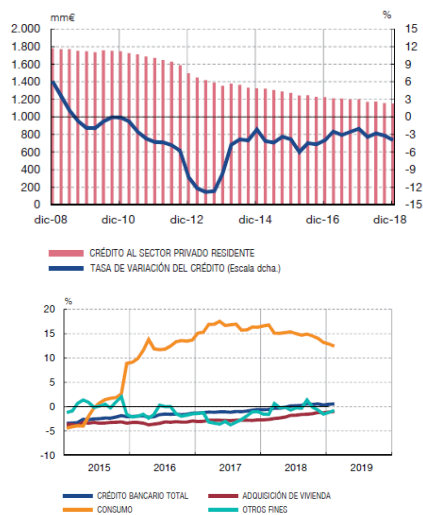 mm€ %
2.000 15
1.800 12
1.600 9
1.400 6
1.200 3
1.000 0
800 -3
600 -6
400 -9
200 -12
0 -15
dic-08 dic-10 dic-12 dic-14 dic-16 dic-18
CRÉDITO AL SECTOR PRIVADO RESIDENTE
TASA DE VARIACIÓN DEL CRÉDITO (Escala dcha.)
%
20
15
10
5
0
-5
-10
2015 2016 2017 2018 2019
CRÉDITO BANCARIO TOTAL ADQUISICIÓN DE VIVIENDA
CONSUMO OTROS FINES